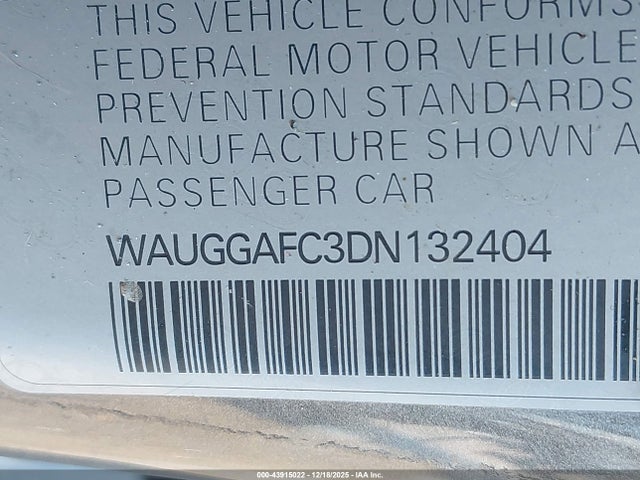 THIS VEHICLE CONFORMS
FEDERAL MOTOR VEHICLE
PREVENTION STANDARDS
MANUFACTURE SHOWN A
PASSENGER CAR
WAUGGAFC3DN132404
000-43915022 - 12/18/2025 - IAA Inc.